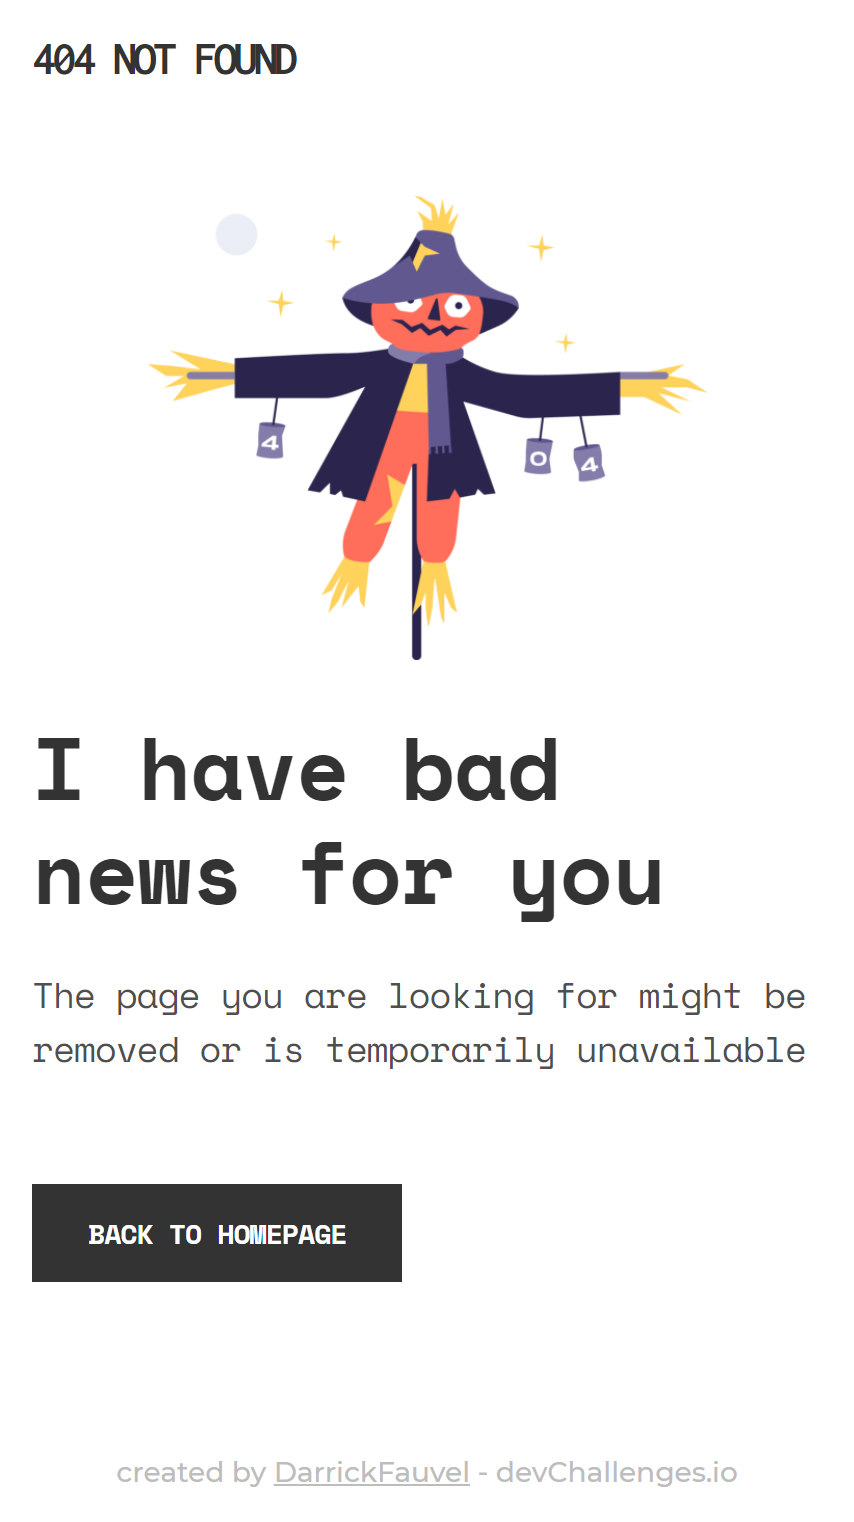 404 NOT FOUND
4
0
4
I have bad
news for you
The page you are looking for might be
removed or is temporarily unavailable
BACK TO HOMEPAGE
created by DarrickFauvel - devChallenges.io